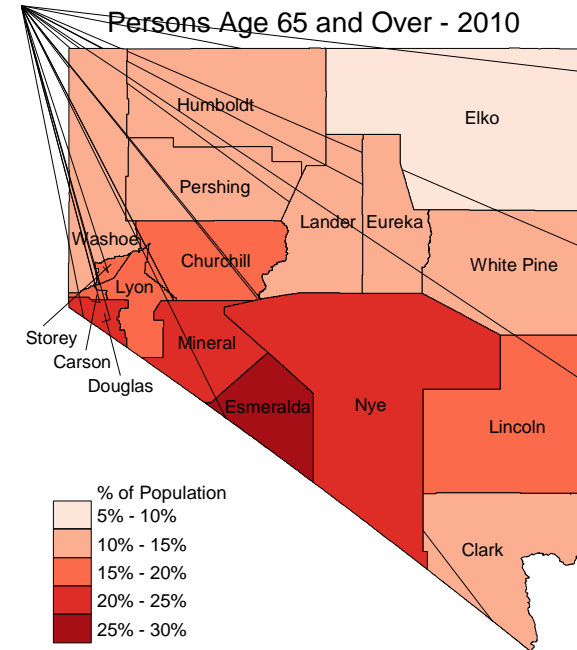 Persons Age 65 and Over - 2010
Humboldt
Elko
Pershing
Lander
Eureka
Washoe
Churchill
White Pine
Lyon
Storey
Carson
Douglas
Mineral
Esmeralda
Nye
Lincoln
Clark
% of Population
5% - 10%
10% - 15%
15% - 20%
20% - 25%
25% - 30%